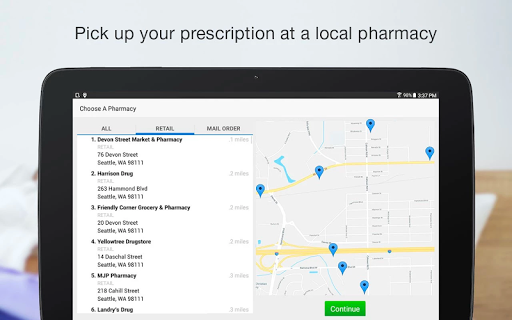 Pick up your prescription at a local pharmacy
98% 3:37 PM
Choose A Pharmacy
ALL RETAIL MAIL ORDER
1. Devon Street Market & Pharmacy .1 miles
RETAIL
76 Devon Street
Seattle, WA 98111
2. Harrison Drug .2 miles
RETAIL
263 Hammond Blvd
Seattle, WA 98111
3. Friendly Corner Grocery & Pharmacy .2 miles
RETAIL
20 Devon Street
Seattle, WA 98111
4. Yellowtree Drugstore .2 miles
RETAIL
14 Daschal Street
Seattle, WA 98111
5. MJP Pharmacy .2 miles
RETAIL
218 Cahill Street
Seattle, WA 98111
6. Landry's Drug .3 miles
Continue